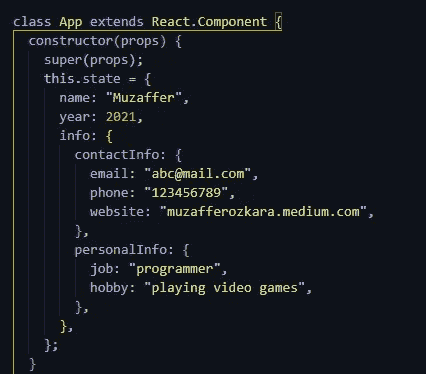 class App extends React.Component {
  constructor(props) {
    super(props);
    this.state = {
      name: "Muzaffer",
      year: 2021,
      info: {
        contactInfo: {
          email: "abc@mail.com",
          phone: "123456789",
          website: "muzafferozkara.medium.com",
        },
        personalInfo: {
          job: "programmer",
          hobby: "playing video games",
        },
      },
    };
  }